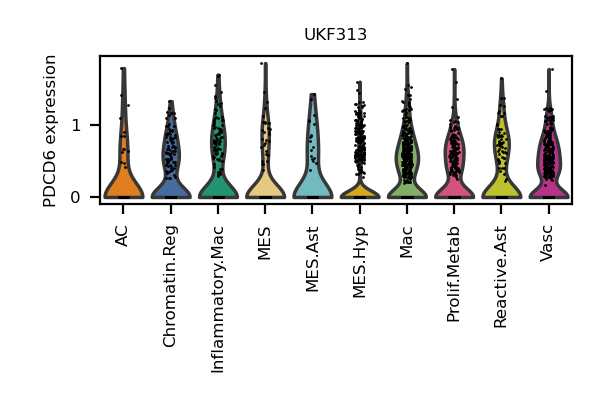 UKF313
PDCD6 expression
1
0
AC
Chromatin.Reg
Inflammatory.Mac
MES
MES.Ast
MES.Hyp
Mac
Prolif.Metab
Reactive.Ast
Vasc